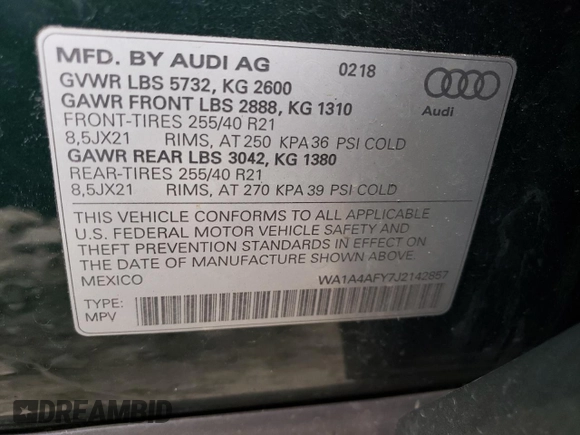 MFD. BY AUDI AG 0218
GVWR LBS 5732, KG 2600
GAWR FRONT LBS 2888, KG 1310
FRONT-TIRES 255/40 R21
8,5JX21 RIMS, AT 250 KPA 36 PSI COLD
GAWR REAR LBS 3042, KG 1380
REAR-TIRES 255/40 R21
8,5JX21 RIMS, AT 270 KPA 39 PSI COLD
Audi
THIS VEHICLE CONFORMS TO ALL APPLICABLE
U.S. FEDERAL MOTOR VEHICLE SAFETY AND
THEFT PREVENTION STANDARDS IN EFFECT ON
THE DATE OF MANUFACTURE SHOWN ABOVE.
MEXICO WA1A4AFY7J2142857
TYPE:
MPV
DREAMBID